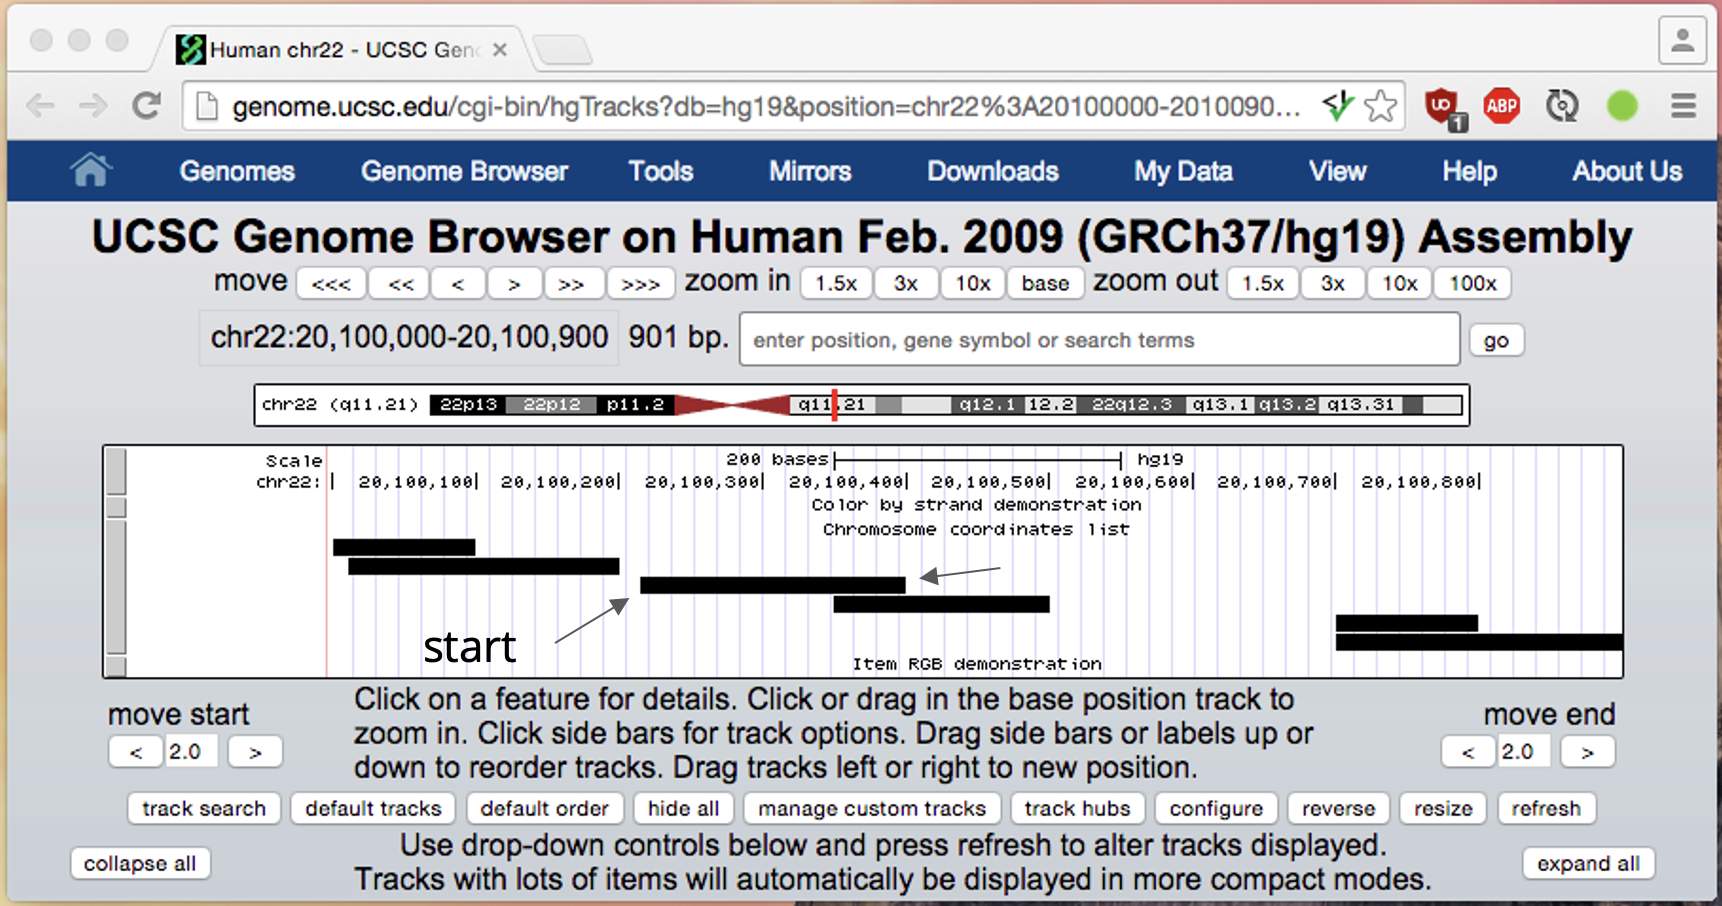 Human chr22 - UCSC Gen
genome.ucsc.edu/cgi-bin/hgTracks?db=hg19&position=chr22%3A20100000-2010090...
1
ABP
Genomes Genome Browser Tools Mirrors Downloads My Data View Help About Us
UCSC Genome Browser on Human Feb. 2009 (GRCh37/hg19) Assembly
move <<< << < > >> >>> zoom in 1.5x 3x 10x base zoom out 1.5x 3x 10x 100x
chr22:20,100,000-20,100,900 901 bp. enter position, gene symbol or search terms go
chr22 (q11.21) 22p13 22p12 p11.2 q11.21 q12.1 12.2 22q12.3 q13.1 q13.2 q13.31
Scale 200 bases hg19
chr22: | 20,100,100| 20,100,200| 20,100,300| 20,100,400| 20,100,500| 20,100,600| 20,100,700| 20,100,800|
Color by strand demonstration
Chromosome coordinates list
start
Item RGB demonstration
move start
< 2.0 >
Click on a feature for details. Click or drag in the base position track to
zoom in. Click side bars for track options. Drag side bars or labels up or
down to reorder tracks. Drag tracks left or right to new position.
move end
< 2.0 >
track search default tracks default order hide all manage custom tracks track hubs configure reverse resize refresh
collapse all
Use drop-down controls below and press refresh to alter tracks displayed.
Tracks with lots of items will automatically be displayed in more compact modes.
expand all